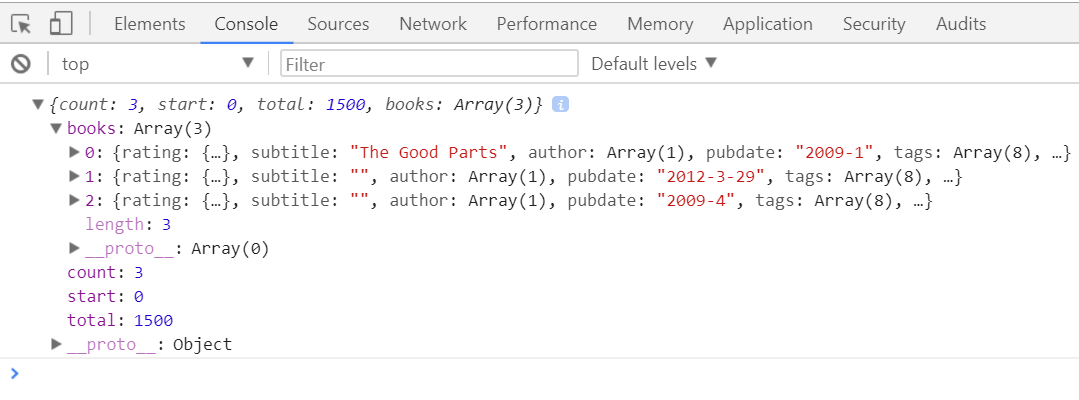 Elements Console Sources Network Performance Memory Application Security Audits
top Filter Default levels
{count: 3, start: 0, total: 1500, books: Array(3)} i
books: Array(3)
0: {rating: {…}, subtitle: "The Good Parts", author: Array(1), pubdate: "2009-1", tags: Array(8), …}
1: {rating: {…}, subtitle: "", author: Array(1), pubdate: "2012-3-29", tags: Array(8), …}
2: {rating: {…}, subtitle: "", author: Array(1), pubdate: "2009-4", tags: Array(8), …}
length: 3
__proto__: Array(0)
count: 3
start: 0
total: 1500
__proto__: Object